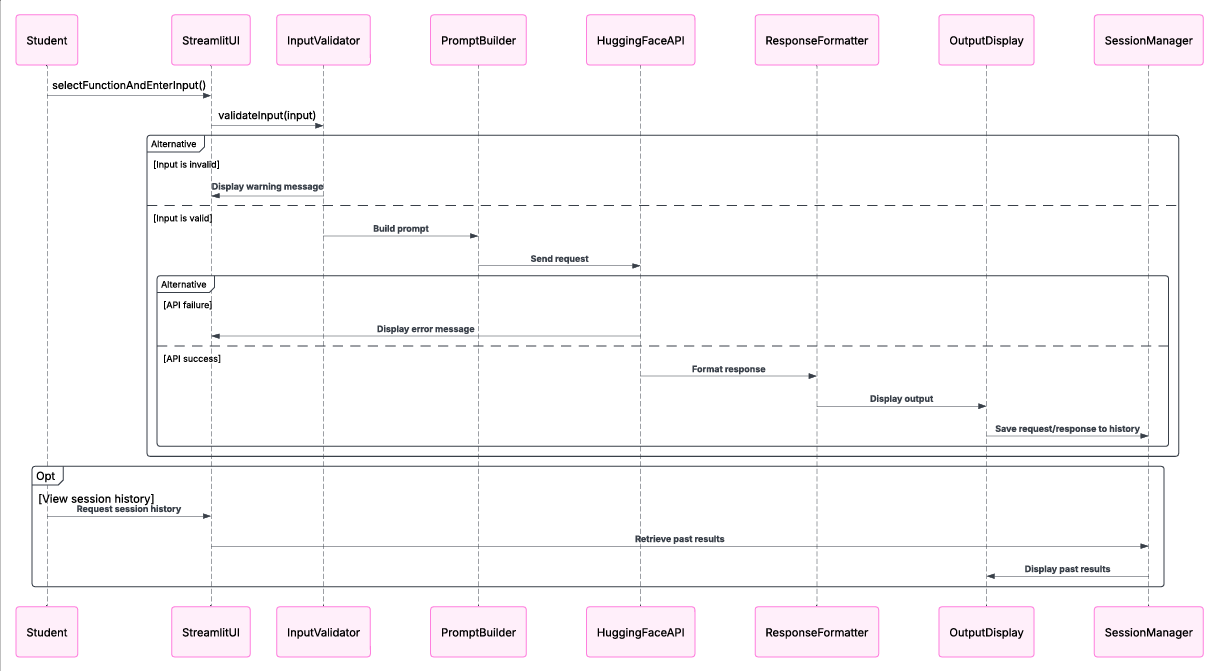 Student
StreamlitUI
InputValidator
PromptBuilder
HuggingFaceAPI
ResponseFormatter
OutputDisplay
SessionManager
selectFunctionAndEnterInput()
validateInput(input)
Alternative
[Input is invalid]
Display warning message
[Input is valid]
Build prompt
Send request
Alternative
[API failure]
Display error message
[API success]
Format response
Display output
Save request/response to history
Opt
[View session history]
Request session history
Retrieve past results
Display past results
Student
StreamlitUI
InputValidator
PromptBuilder
HuggingFaceAPI
ResponseFormatter
OutputDisplay
SessionManager